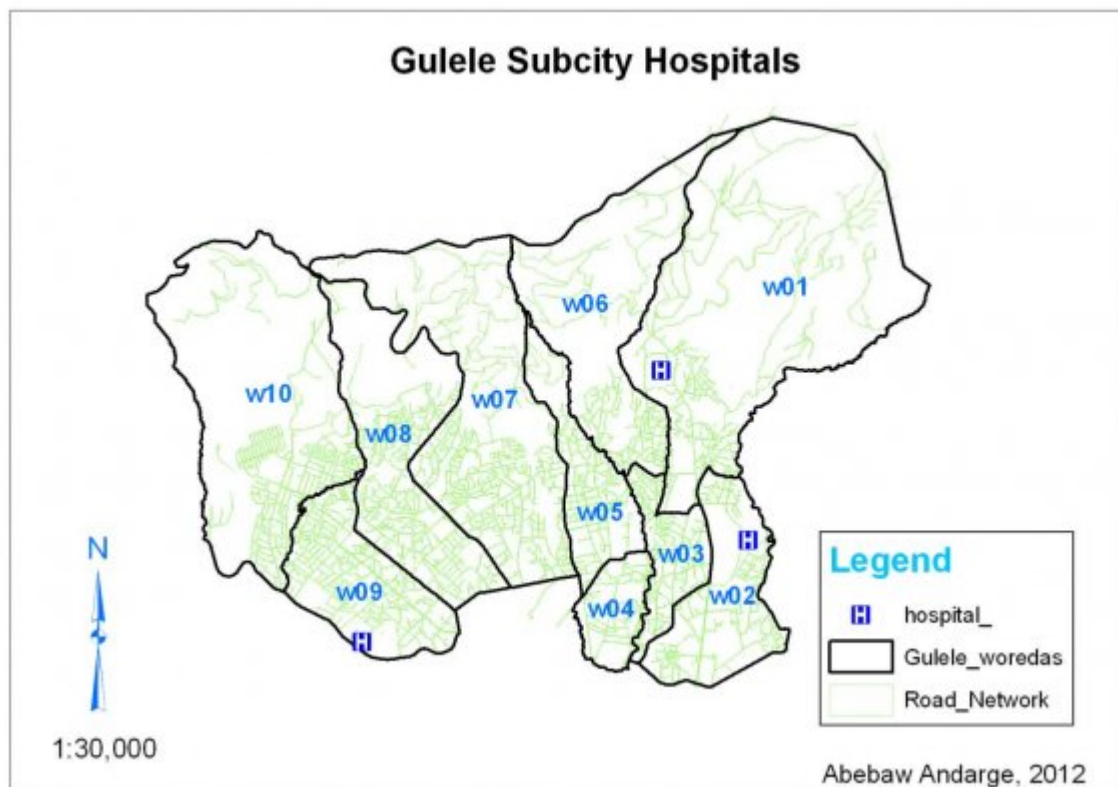 Gulele Subcity Hospitals
w01
w06
w10
w07
w08
w05
w03
w09
w02
w04
H
H
H
N
1:30,000
Legend
H hospital_
Gulele_woredas
Road_Network
Abebaw Andarge, 2012